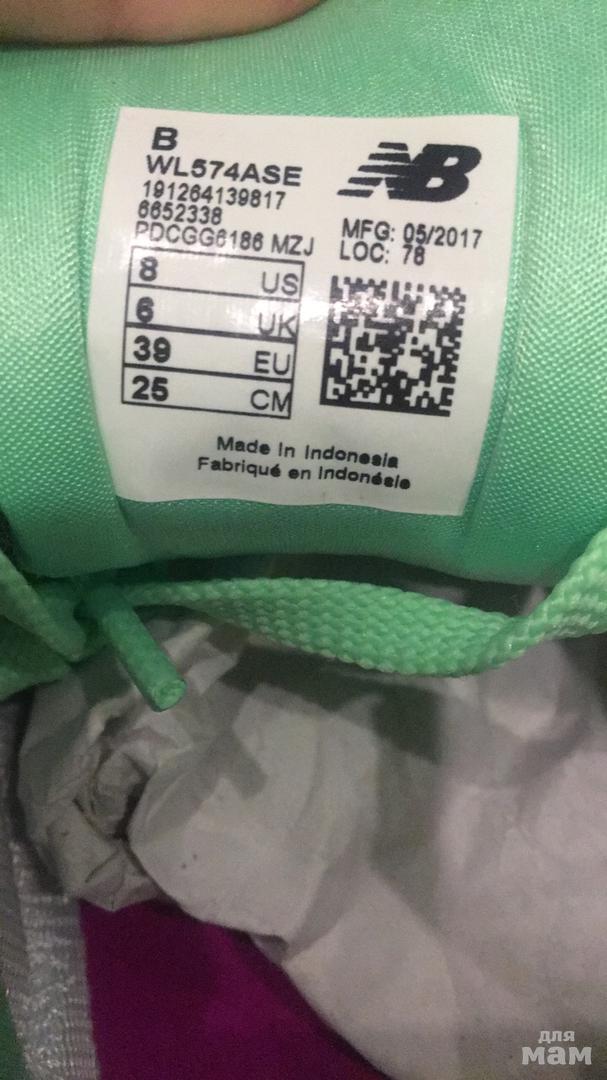 B
WL574ASE
191264139817
6652338
PDCGG6186 MZJ
NB
MFG: 05/2017
LOC: 78
8 US
6 UK
39 EU
25 CM
Made In Indonesia
Fabriqué en Indonésie
для
мам